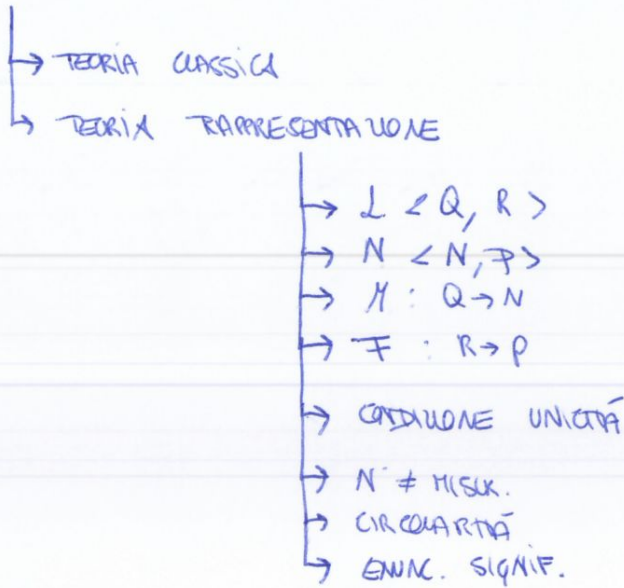 TEORIA CLASSICA
TEORIA RAPPRESENTAZIONE
L < Q, R >
N < N, P >
M : Q → N
F : R → P
CONDIZIONE UNICITÀ
N ≠ MISUR.
CIRCOLARITÀ
ENUNC. SIGNIF.